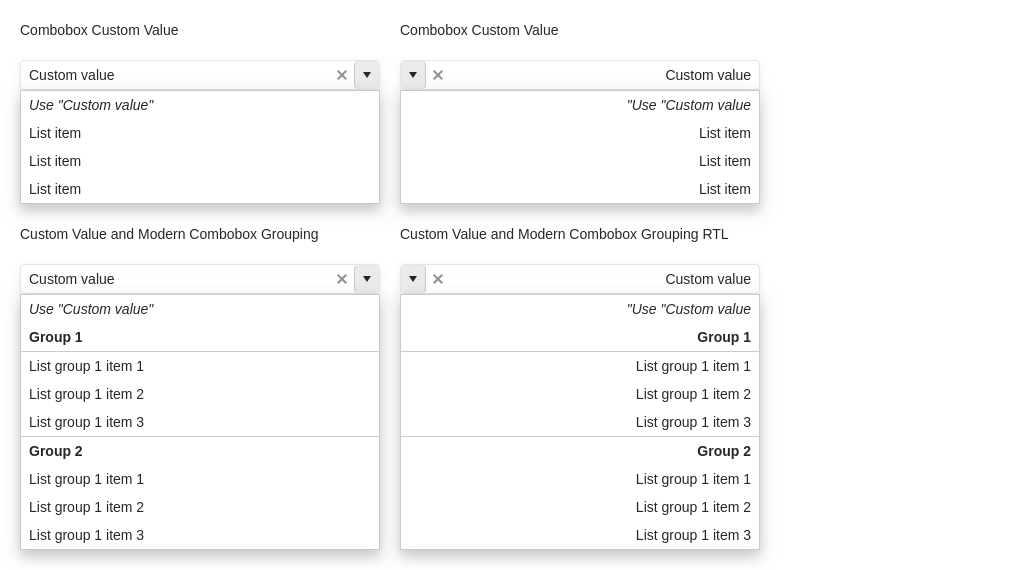 Combobox Custom Value
Custom value
Use "Custom value"
List item
List item
List item
Combobox Custom Value
Custom value
"Use "Custom value
List item
List item
List item
Custom Value and Modern Combobox Grouping
Custom value
Use "Custom value"
Group 1
List group 1 item 1
List group 1 item 2
List group 1 item 3
Group 2
List group 1 item 1
List group 1 item 2
List group 1 item 3
Custom Value and Modern Combobox Grouping RTL
Custom value
"Use "Custom value
Group 1
List group 1 item 1
List group 1 item 2
List group 1 item 3
Group 2
List group 1 item 1
List group 1 item 2
List group 1 item 3